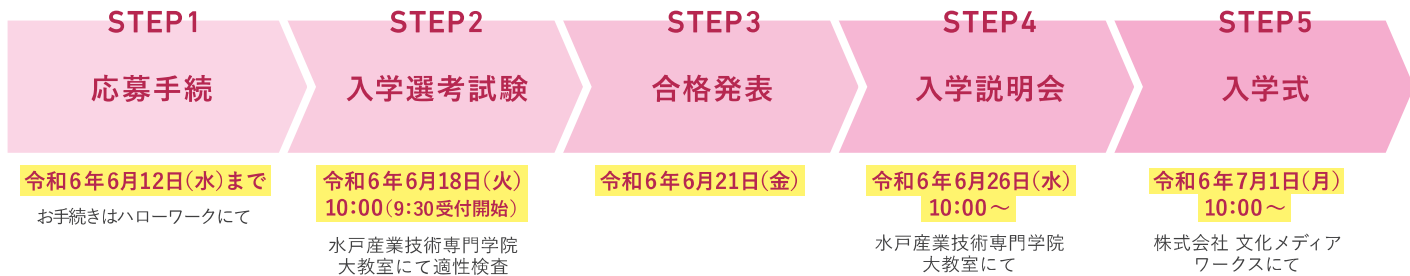 STEP1
応募手続
令和6年6月12日(水)まで
お手続きはハローワークにて
STEP2
入学選考試験
令和6年6月18日(火)
10:00(9:30受付開始)
水戸産業技術専門学院
大教室にて適性検査
STEP3
合格発表
令和6年6月21日(金)
STEP4
入学説明会
令和6年6月26日(水)
10:00〜
水戸産業技術専門学院
大教室にて
STEP5
入学式
令和6年7月1日(月)
10:00〜
株式会社 文化メディア
ワークスにて